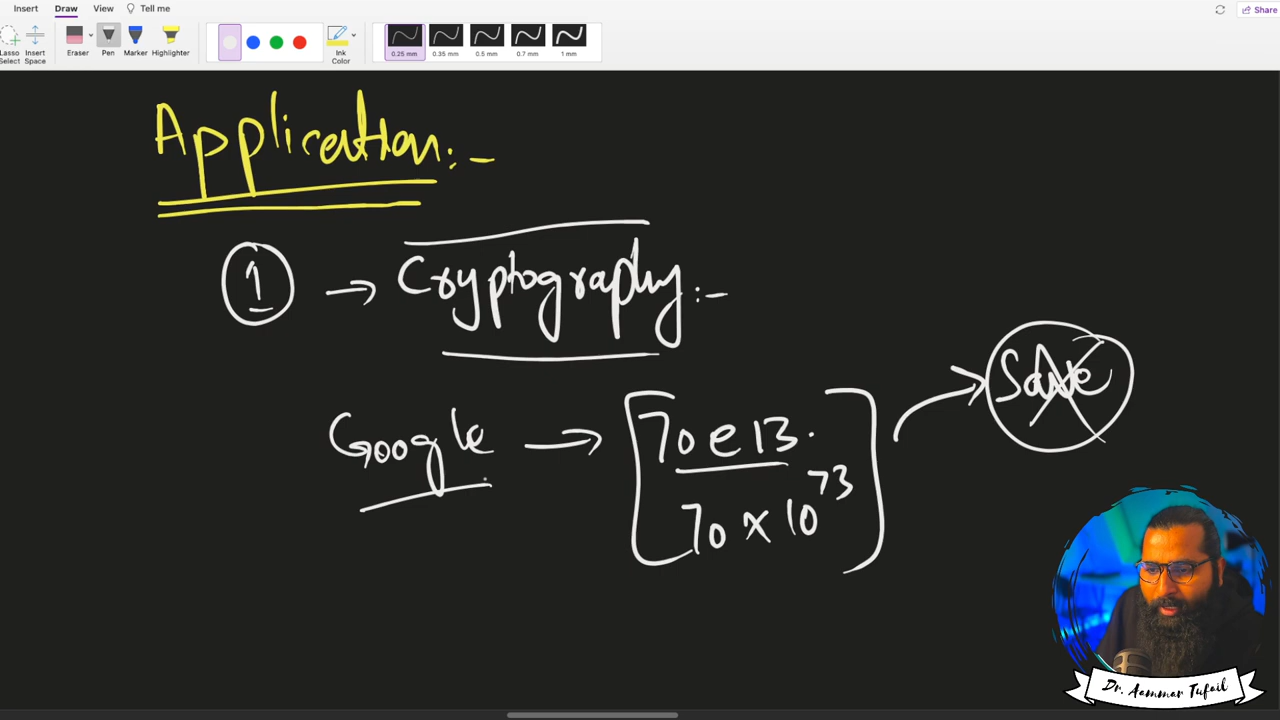 Insert Draw View Tell me
Share
Lasso Select
Insert Space
Eraser
Pen
Marker
Highlighter
Ink Color
0.25 mm
0.35 mm
0.5 mm
0.7 mm
1 mm
Application:-
1 → Cryptography:-
Save
Google → 70e13.
70 × 10^73
Dr. Aammar Tufail